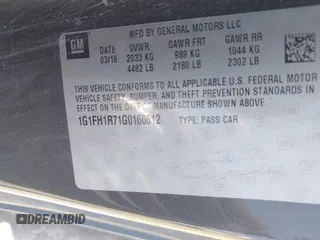 MFD BY GENERAL MOTORS LLC
GM
DATE GVWR GAWR FRT GAWR RR
03/16 2033 KG 989 KG 1044 KG
4482 LB 2180 LB 2302 LB
THIS VEHICLE CONFORMS TO ALL APPLICABLE U.S. FEDERAL MOTOR
VEHICLE SAFETY, BUMPER, AND THEFT PREVENTION STANDARDS
IN EFFECT ON THE DATE OF MANUFACTURE SHOWN ABOVE.
1G1FH1R71G0160612 TYPE: PASS CAR
DREAMBID